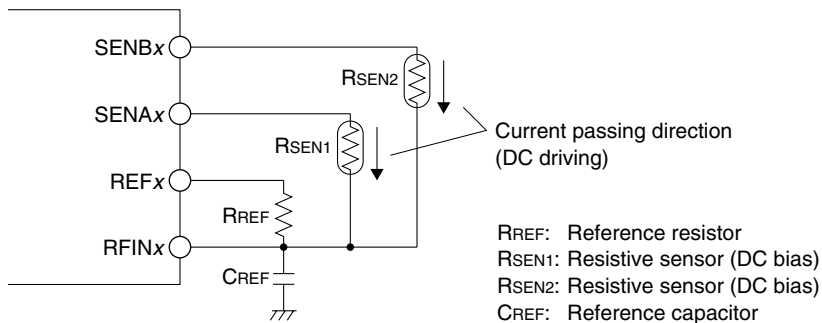 SENBx
RSEN2
SENAx
RSEN1
Current passing direction
(DC driving)
REFx
RREF
RFINx
CREF
RREF: Reference resistor
RSEN1: Resistive sensor (DC bias)
RSEN2: Resistive sensor (DC bias)
CREF: Reference capacitor